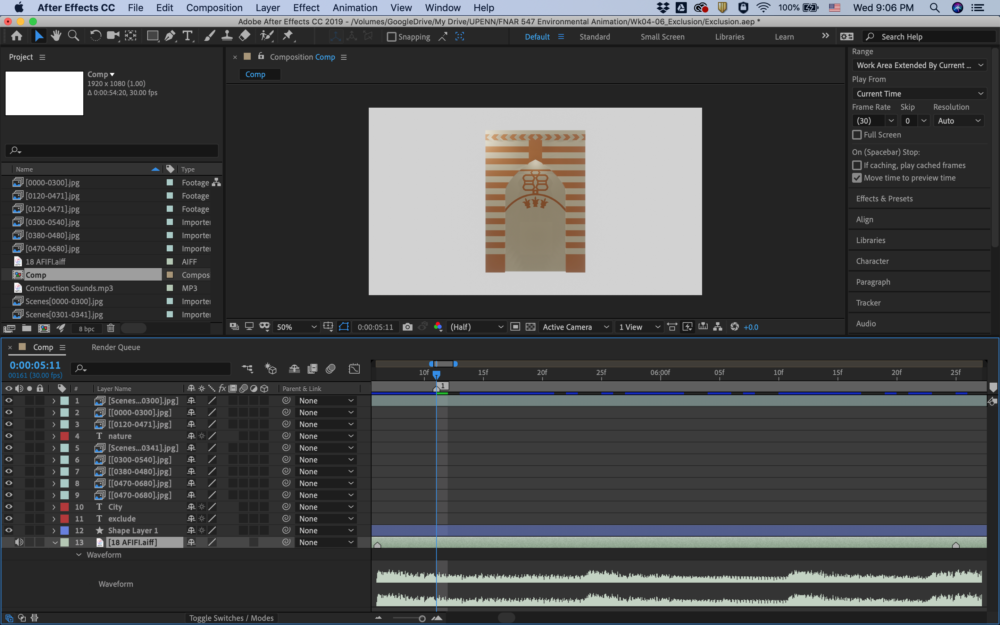 After Effects CC File Edit Composition Layer Effect Animation View Window Help 100% Wed 9:06 PM
Adobe After Effects CC 2019 - /Volumes/GoogleDrive/My Drive/UPENN/FNAR 547 Environmental Animation/Wk04-06_Exclusion/Exclusion.aep *
Snapping Default Standard Small Screen Libraries Learn Search Help
Project
Comp
1920 x 1080 (1.00)
Δ 0:00:54:20, 30.00 fps
Name Type
[0000-0300].jpg Footage
[0120-0471].jpg Footage
[0120-0471].jpg Footage
[0300-0540].jpg Importer
[0380-0480].jpg Importer
[0470-0680].jpg Importer
18 AFIFI.aiff AIFF
Comp Compos
Construction Sounds.mp3 MP3
Scenes[0000-0300].jpg Importer
Scenes[0301-0341].jpg Importer
8 bpc
Composition Comp
Comp
50% 0:00:05:11 (Half) Active Camera 1 View +0.0
Range
Work Area Extended By Current ...
Play From
Current Time
Frame Rate Skip Resolution
(30) 0 Auto
Full Screen
On (Spacebar) Stop:
If caching, play cached frames
Move time to preview time
Effects & Presets
Align
Libraries
Character
Paragraph
Tracker
Audio
Comp Render Queue
0:00:05:11
00161 (30.00 fps)
10f 15f 20f 25f 06:00f 05f 10f 15f 20f 25f
# Layer Name fx Parent & Link 1
1 [Scenes...0300].jpg] None
2 [[0000-0300].jpg] None
3 [[0120-0471].jpg] None
4 T nature None
5 [Scenes...0341].jpg] None
6 [[0300-0540].jpg] None
7 [[0380-0480].jpg] None
8 [[0470-0680].jpg] None
9 [[0470-0680].jpg] None
10 T City None
11 T exclude None
12 Shape Layer 1 None
13 [18 AFIFI.aiff] None
Waveform
Waveform
Toggle Switches / Modes